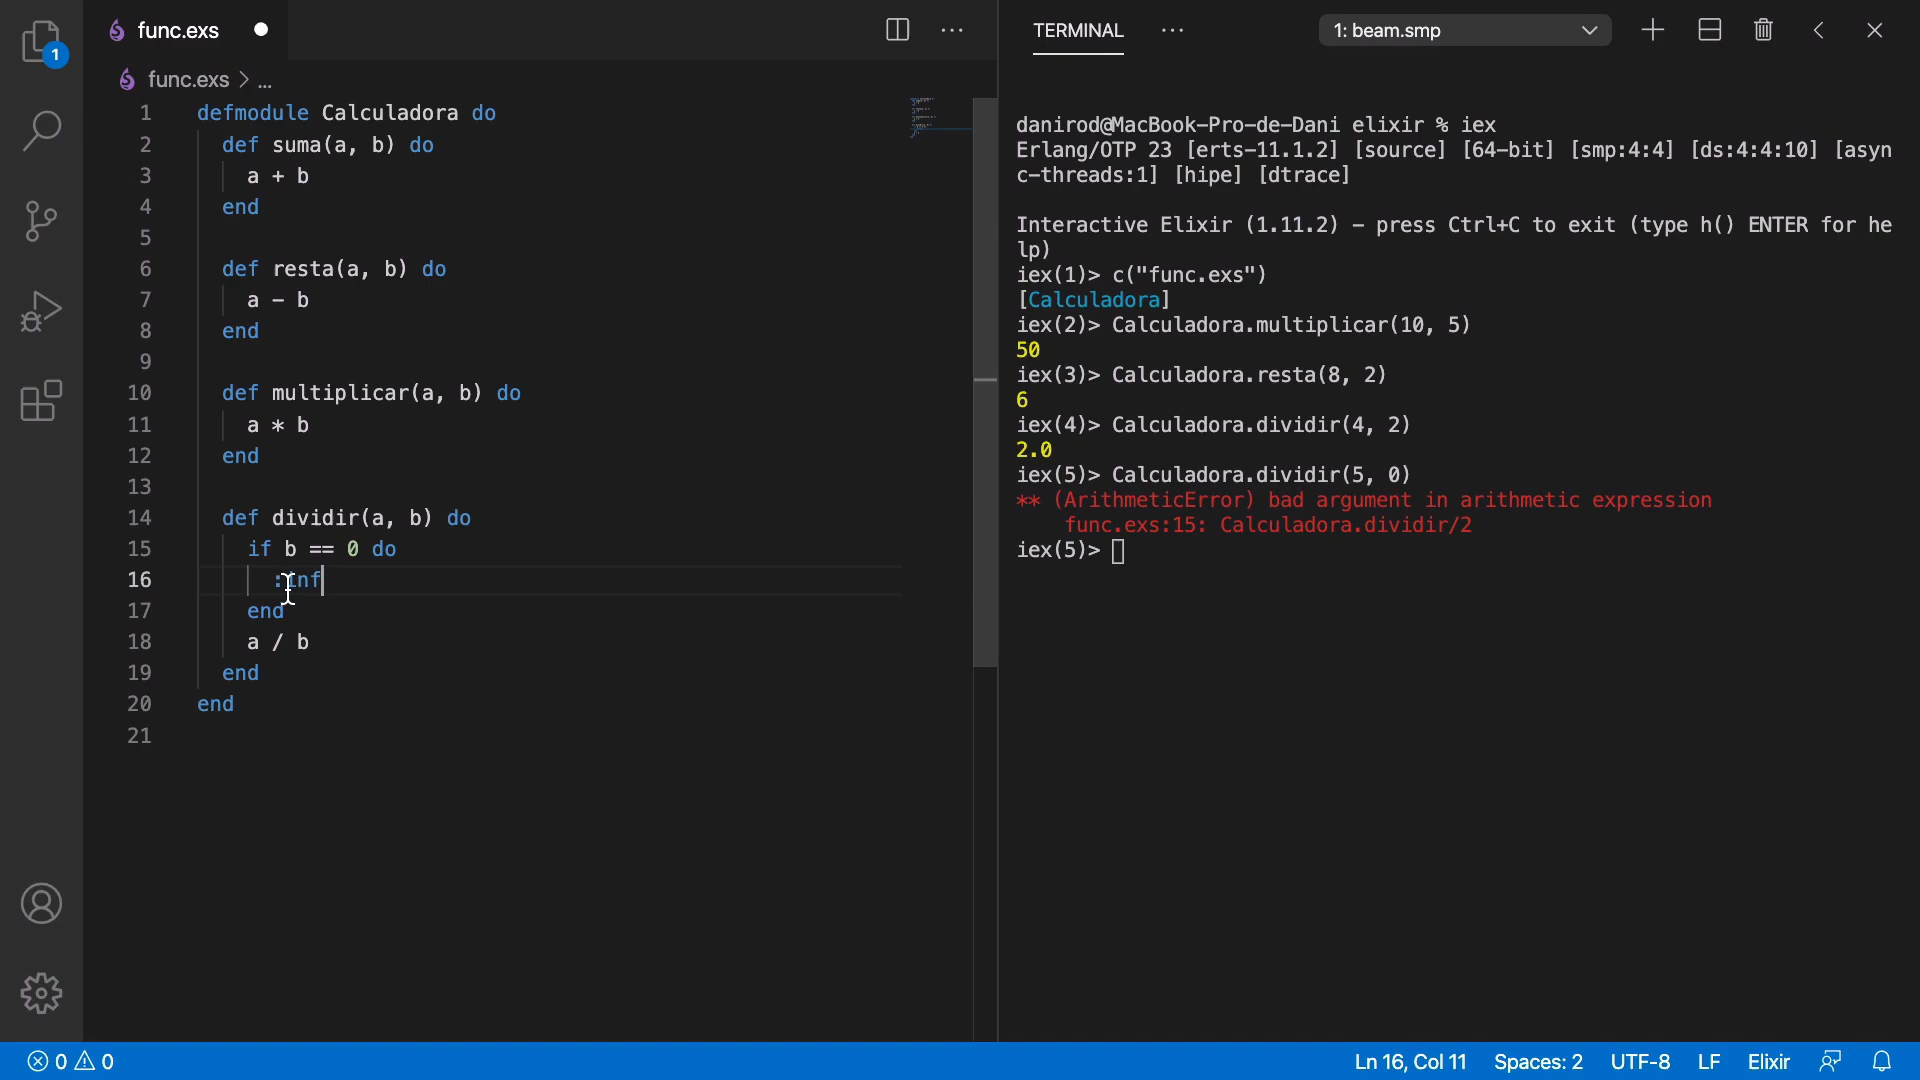 func.exs
TERMINAL
1: beam.smp
1
func.exs > ...
1 defmodule Calculadora do
2 def suma(a, b) do
3 a + b
4 end
5
6 def resta(a, b) do
7 a - b
8 end
9
10 def multiplicar(a, b) do
11 a * b
12 end
13
14 def dividir(a, b) do
15 if b == 0 do
16 :inf
17 end
18 a / b
19 end
20 end
21
danirod@MacBook-Pro-de-Dani elixir % iex
Erlang/OTP 23 [erts-11.1.2] [source] [64-bit] [smp:4:4] [ds:4:4:10] [asyn
c-threads:1] [hipe] [dtrace]
Interactive Elixir (1.11.2) - press Ctrl+C to exit (type h() ENTER for he
lp)
iex(1)> c("func.exs")
[Calculadora]
iex(2)> Calculadora.multiplicar(10, 5)
50
iex(3)> Calculadora.resta(8, 2)
6
iex(4)> Calculadora.dividir(4, 2)
2.0
iex(5)> Calculadora.dividir(5, 0)
** (ArithmeticError) bad argument in arithmetic expression
func.exs:15: Calculadora.dividir/2
iex(5)>
0 0
Ln 16, Col 11 Spaces: 2 UTF-8 LF Elixir